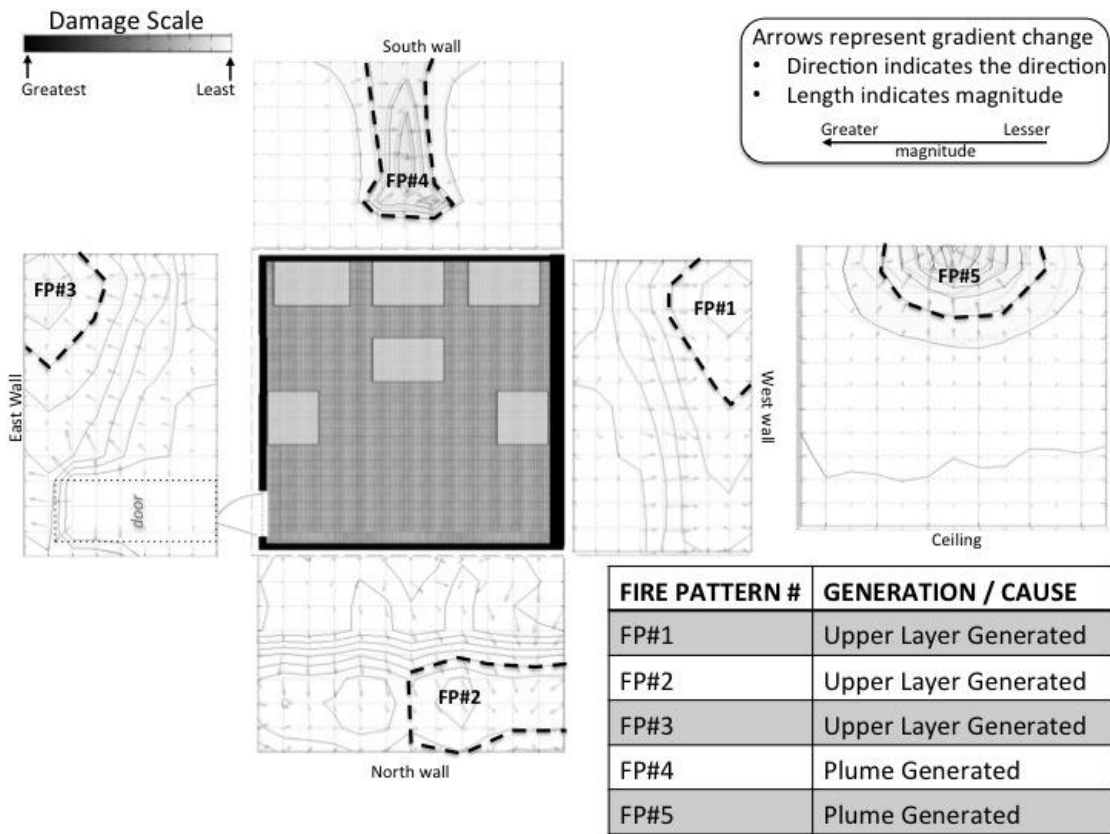 Damage Scale
Greatest
Least
South wall
Arrows represent gradient change
• Direction indicates the direction
• Length indicates magnitude
Greater
Lesser
magnitude
FP#4
FP#3
FP#1
FP#5
East Wall
West wall
door
Ceiling
FP#2
North wall
FIRE PATTERN # GENERATION / CAUSE
FP#1 Upper Layer Generated
FP#2 Upper Layer Generated
FP#3 Upper Layer Generated
FP#4 Plume Generated
FP#5 Plume Generated